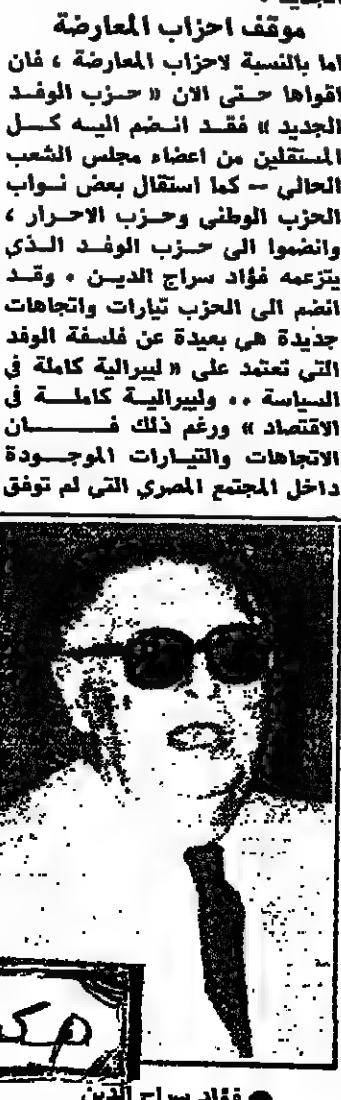 موقف احزاب المعارضة
اما بالنسبة لاحزاب المعارضة ، فان
اقواها حتى الان « حزب الوفد
الجديد » فقد انضم اليه كل
المستقلين من اعضاء مجلس الشعب
الحالي — كما استقال بعض نواب
الحزب الوطني وحزب الاحرار ،
وانضموا الى حزب الوفد الذي
يتزعمه فؤاد سراج الدين . وقد
انضم الى الحزب تيارات واتجاهات
جديدة هي بعيدة عن فلسفة الوفد
التي تعتمد على « ليبرالية كاملة في
السياسة .. وليبرالية كاملة في
الاقتصاد » ورغم ذلك فان
الاتجاهات والتيارات الموجودة
داخل المجتمع المصري التي لم توفق
● فؤاد سراج الدين